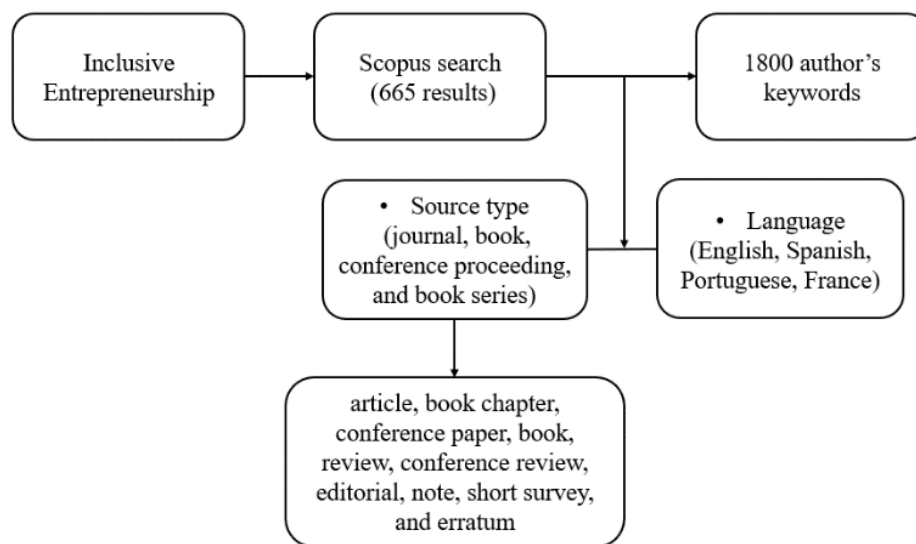 Inclusive
Entrepreneurship
Scopus search
(665 results)
1800 author's
keywords
• Source type
(journal, book,
conference proceeding,
and book series)
• Language
(English, Spanish,
Portuguese, France)
article, book chapter,
conference paper, book,
review, conference review,
editorial, note, short survey,
and erratum